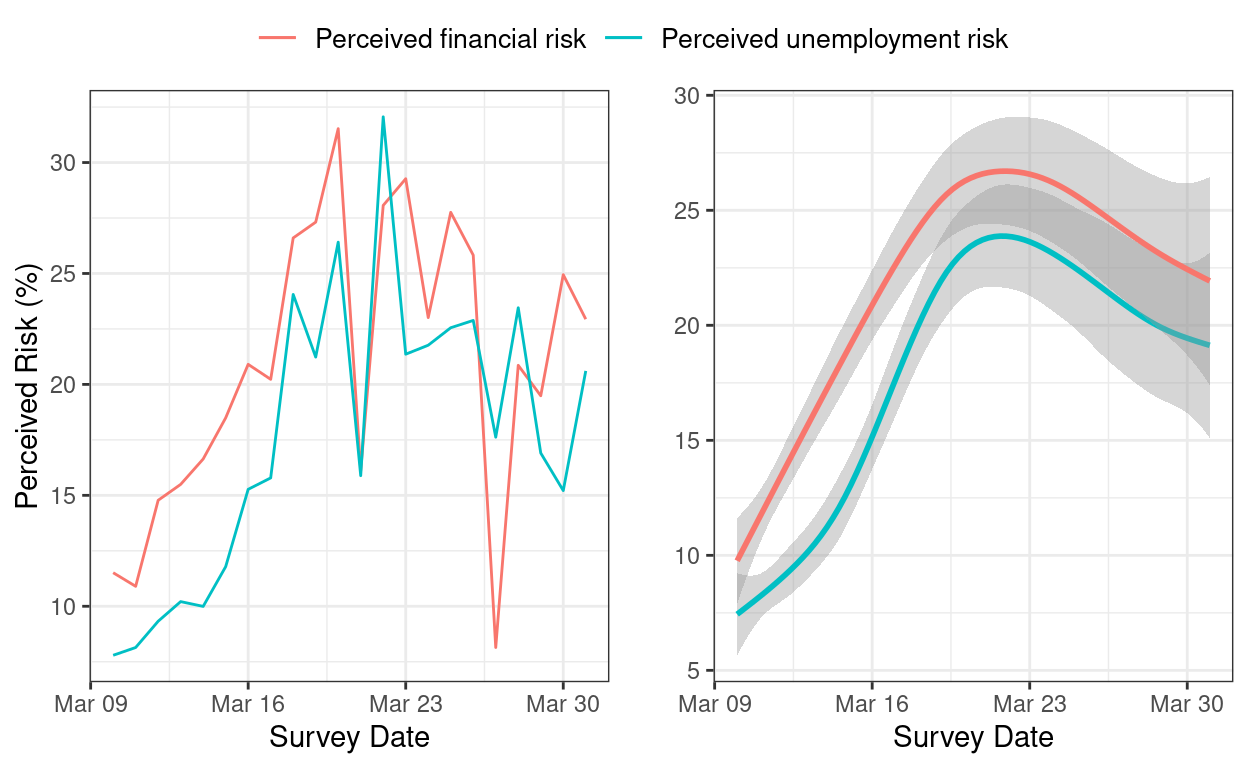 Perceived financial risk Perceived unemployment risk
Perceived Risk (%)
30
25
20
15
10
Mar 09 Mar 16 Mar 23 Mar 30
Survey Date
30
25
20
15
10
5
Mar 09 Mar 16 Mar 23 Mar 30
Survey Date